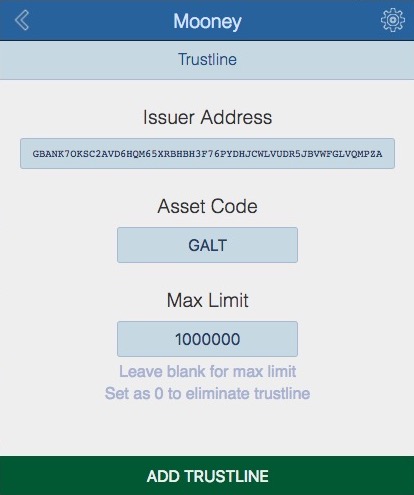 Mooney
Trustline
Issuer Address
GBANK7OKSC2AVD6HQM65XRBHBH3F76PYDHJCWLVUDR5JBVWFGLVQMPZA
Asset Code
GALT
Max Limit
1000000
Leave blank for max limit
Set as 0 to eliminate trustline
ADD TRUSTLINE